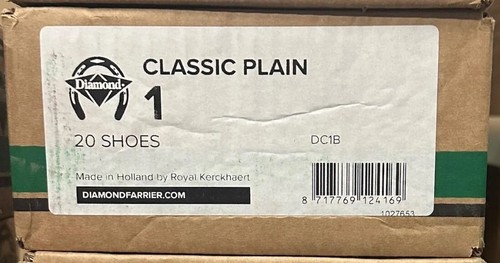 Diamond
CLASSIC PLAIN
1
20 SHOES
DC1B
Made in Holland by Royal Kerckhaert
DIAMONDFARRIER.COM
8 717769 124169
1027653